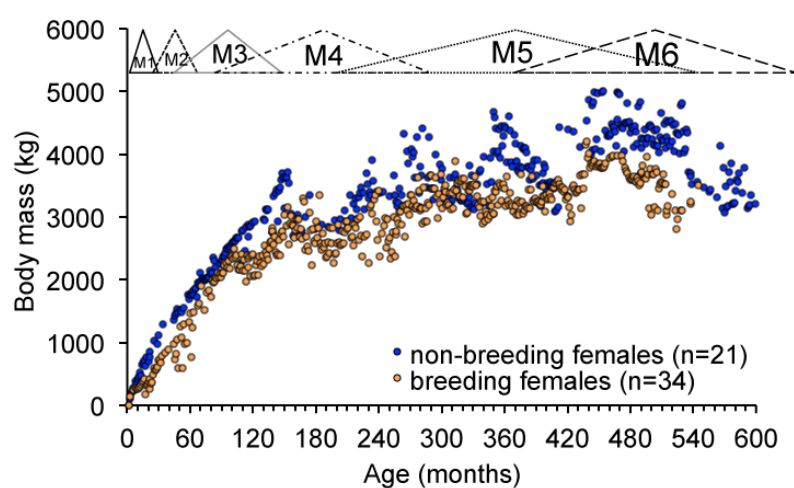 6000
M1 M2 M3 M4 M5 M6
5000
4000
3000
2000
1000
0
Body mass (kg)
non-breeding females (n=21)
breeding females (n=34)
0 60 120 180 240 300 360 420 480 540 600
Age (months)